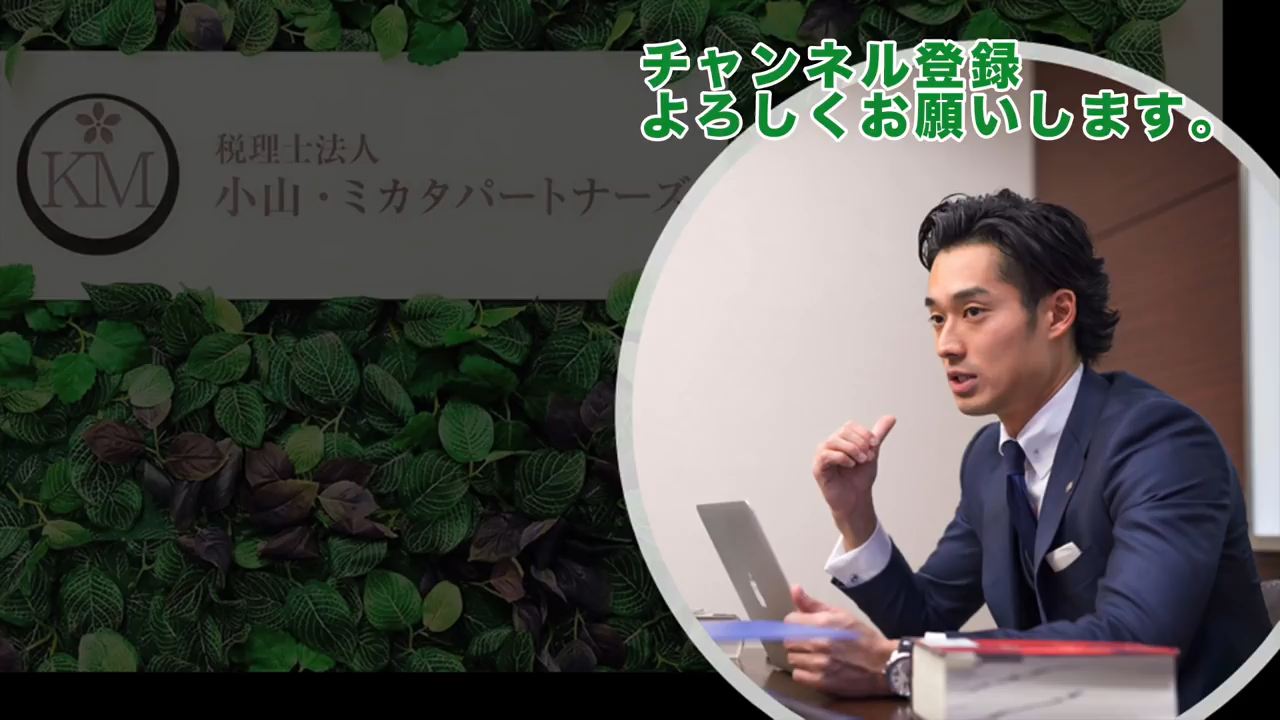 チャンネル登録
よろしくお願いします。
KM
税理士法人
小山・ミカタパートナーズ